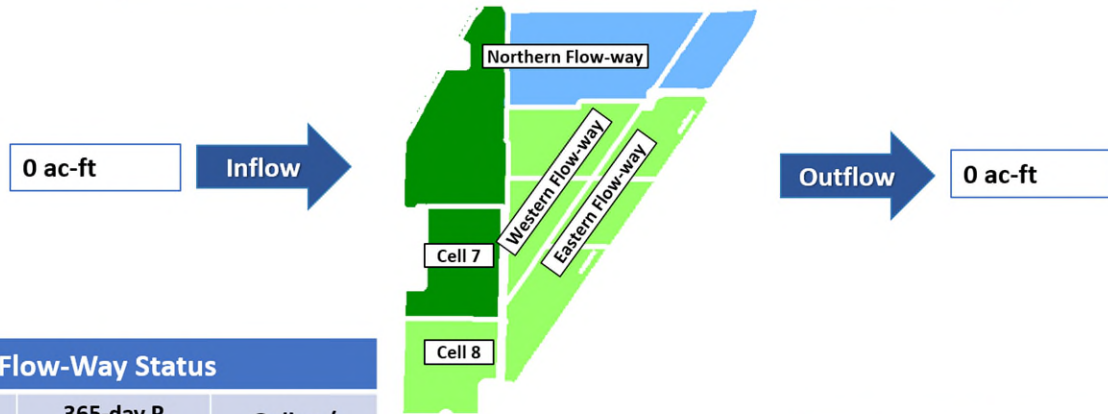 Northern Flow-way
0 ac-ft
Inflow
Western Flow-way
Eastern Flow-way
Outflow
0 ac-ft
Cell 7
Cell 8
Flow-Way Status
365-day P